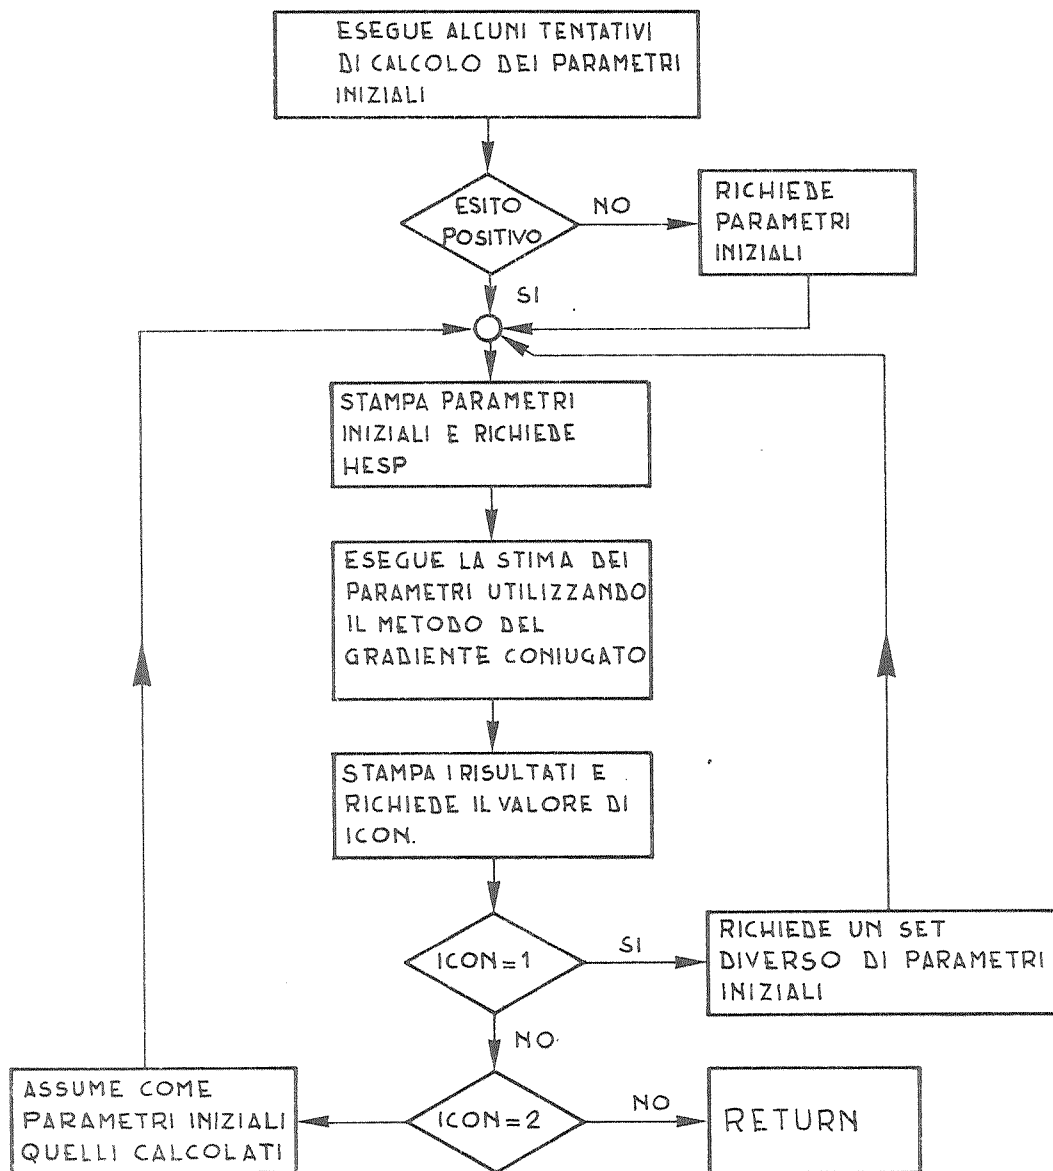 ESEGUE ALCUNI TENTATIVI
DI CALCOLO DEI PARAMETRI
INIZIALI
ESITO
POSITIVO
NO
RICHIEDE
PARAMETRI
INIZIALI
SI
STAMPA PARAMETRI
INIZIALI E RICHIEDE
HESP
ESEGUE LA STIMA DEI
PARAMETRI UTILIZZANDO
IL METODO DEL
GRADIENTE CONIUGATO
STAMPA I RISULTATI E
RICHIEDE IL VALORE DI
ICON.
ICON=1
SI
RICHIEDE UN SET
DIVERSO DI PARAMETRI
INIZIALI
NO
ASSUME COME
PARAMETRI INIZIALI
QUELLI CALCOLATI
ICON=2
NO
RETURN